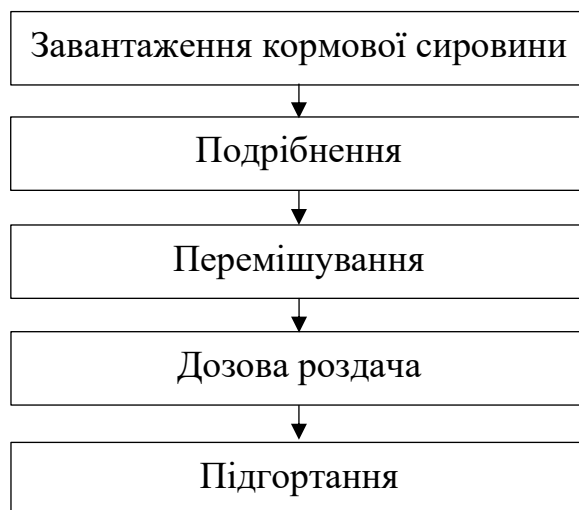 Завантаження кормової сировини
Подрібнення
Перемішування
Дозова роздача
Підгортання